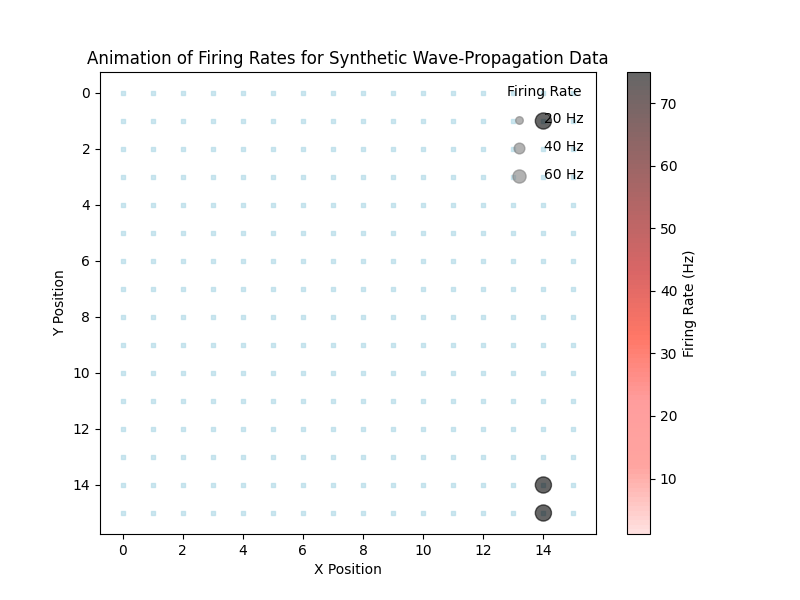 Animation of Firing Rates for Synthetic Wave-Propagation Data
Firing Rate
20 Hz
40 Hz
60 Hz
0
2
4
6
8
10
12
14
Y Position
0 2 4 6 8 10 12 14
X Position
70
60
50
40
30
20
10
Firing Rate (Hz)